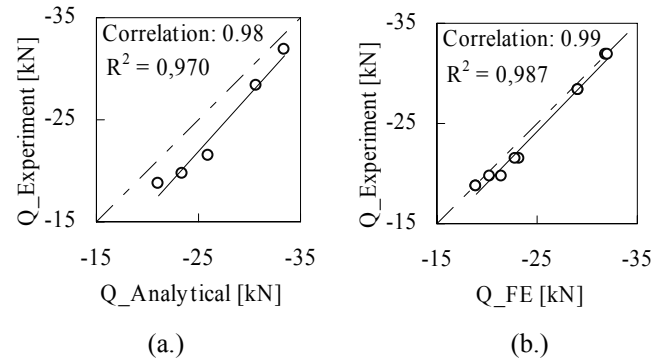 -35
Correlation: 0.98
R² = 0,970
-25
-15
Q_Experiment [kN]
-15
-25
-35
Q_Analytical [kN]
(a.)
-35
Correlation: 0.99
R² = 0,987
-25
-15
Q_Experiment [kN]
-15
-25
-35
Q_FE [kN]
(b.)